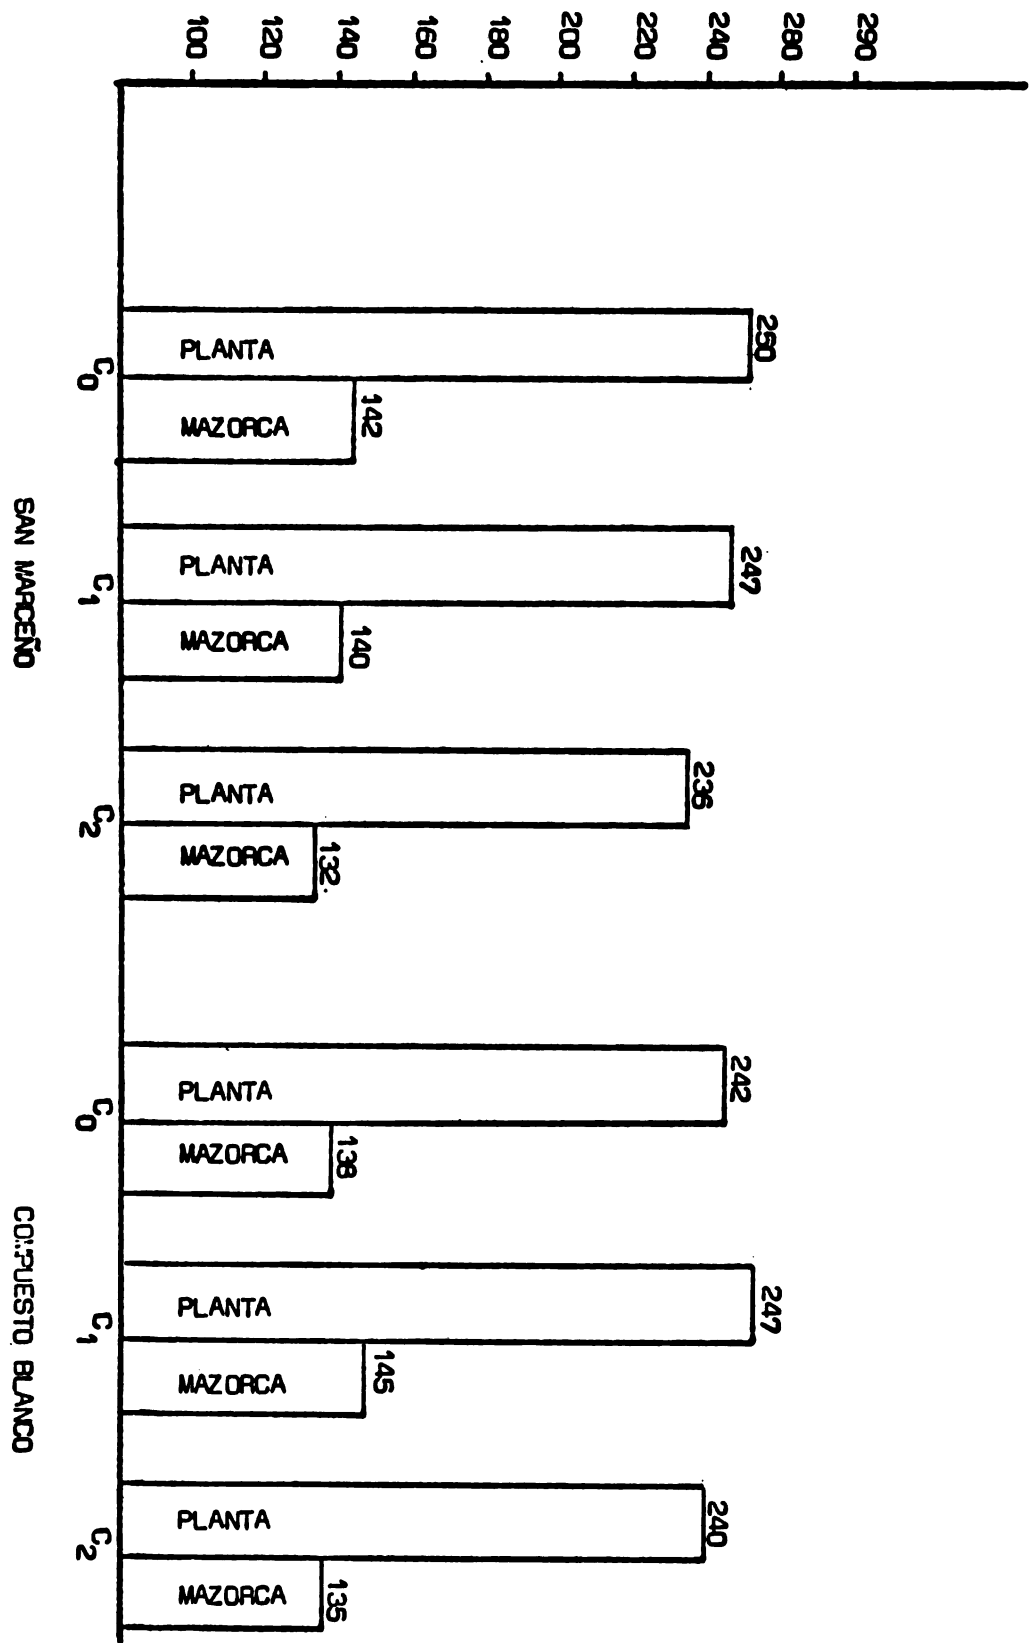 290
280
240
220
200
180
160
140
120
100
250
PLANTA
142
MAZORCA
247
PLANTA
140
MAZORCA
236
PLANTA
132
MAZORCA
242
PLANTA
138
MAZORCA
247
PLANTA
145
MAZORCA
240
PLANTA
135
MAZORCA
C0
C1
C2
C0
C1
C2
SAN MARCEÑO
COMPUESTO BLANCO